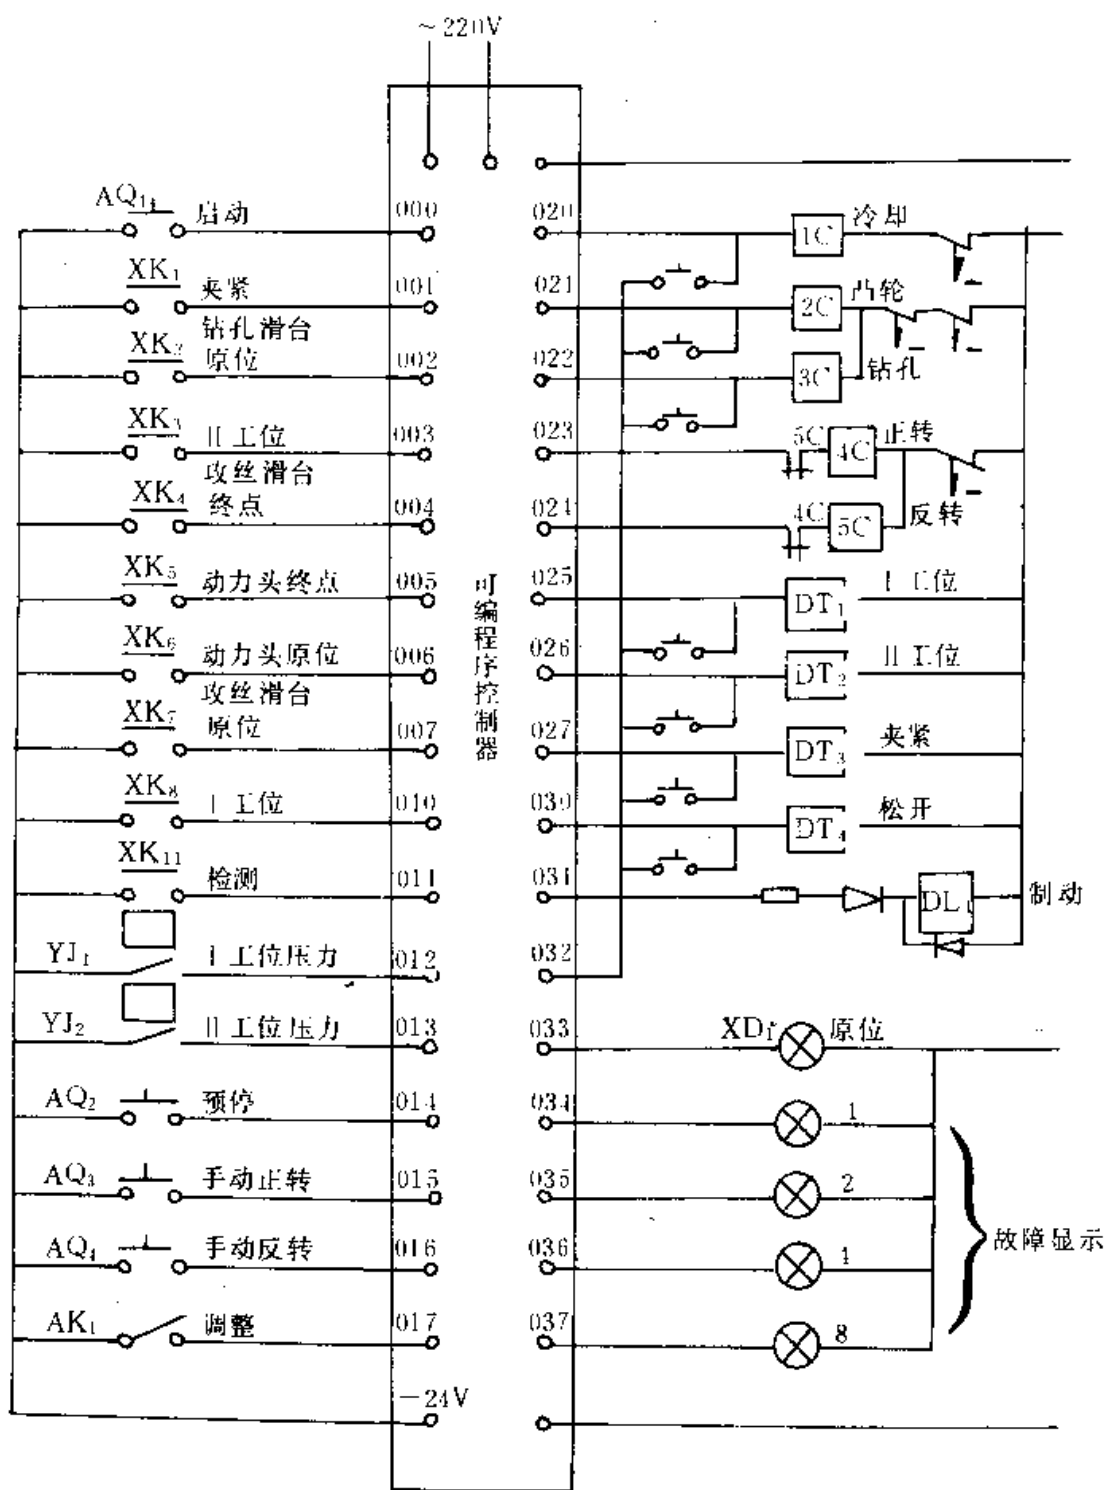 ~220V
AQ₁
启动
000
020
1C
冷却
XK₁
夹紧
001
021
2C
凸轮
XK₂
钻孔滑台
原位
002
022
3C
钻孔
XK₃
II工位
003
023
5C
4C
正转
XK₄
攻丝滑台
终点
004
024
4C
5C
反转
XK₅
动力头终点
005
025
DT₁
I工位
XK₆
动力头原位
006
026
DT₂
II工位
XK₇
攻丝滑台
原位
007
027
DT₃
夹紧
XK₈
I工位
010
030
DT₄
松开
XK₁₁
检测
011
031
DL₁
制动
YJ₁
I工位压力
012
032
YJ₂
II工位压力
013
033
XD₁
原位
AQ₂
预停
014
034
1
AQ₃
手动正转
015
035
2
AQ₄
手动反转
016
036
4
AK₁
调整
017
037
8
故障显示
-24V
可编程序控制器